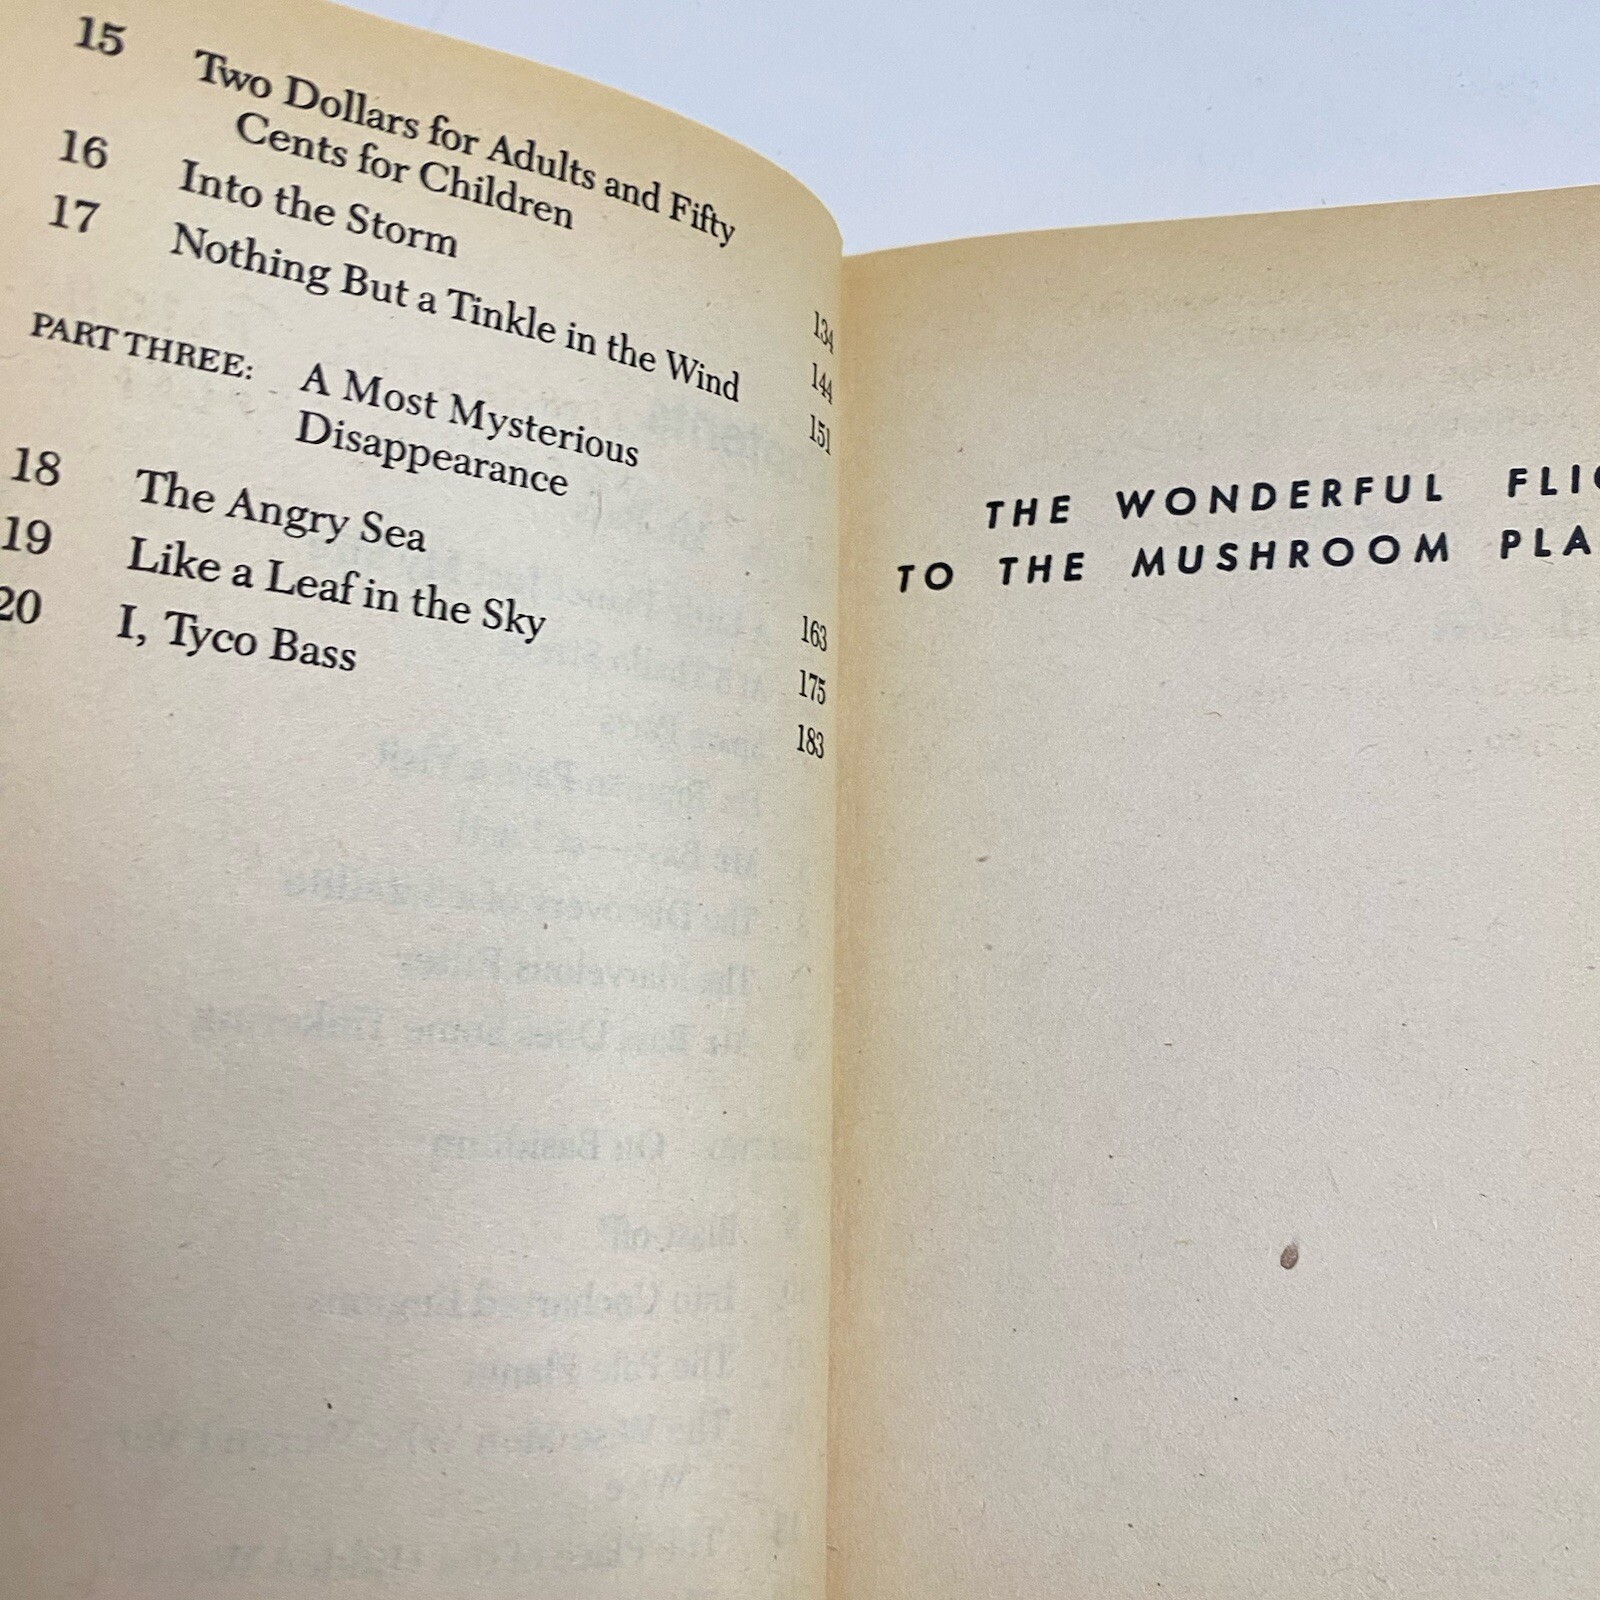 15 Two Dollars for Adults and Fifty
Cents for Children 134
16 Into the Storm 144
17 Nothing But a Tinkle in the Wind 151
PART THREE: A Most Mysterious
Disappearance
18 The Angry Sea 163
19 Like a Leaf in the Sky 175
20 I, Tyco Bass 183
THE WONDERFUL FLIG
TO THE MUSHROOM PLA